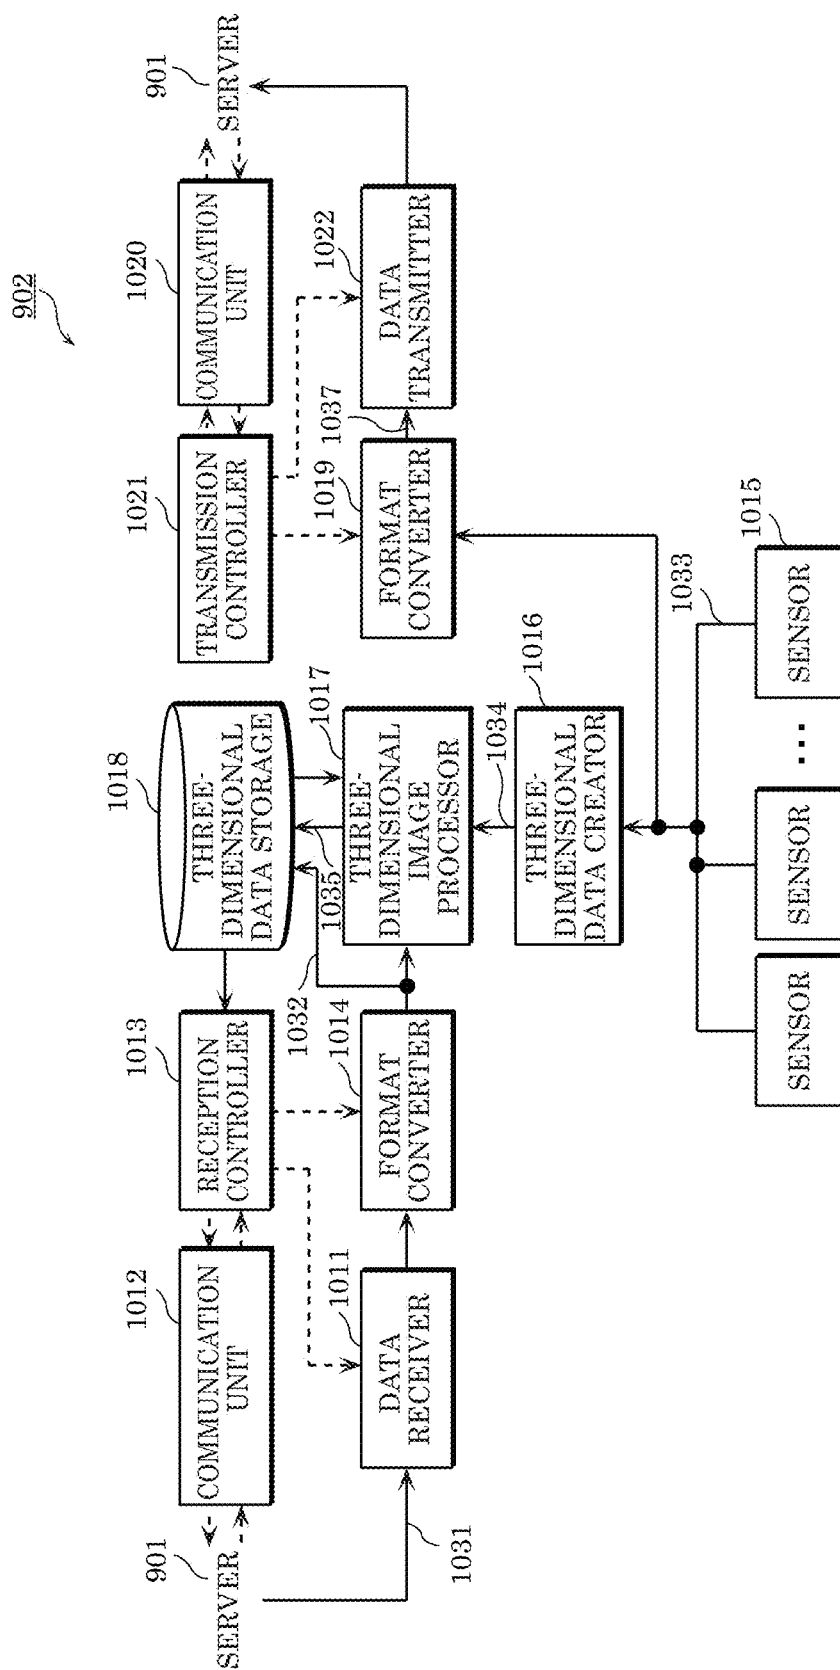 902
901
SERVER
1012
COMMUNICATION
UNIT
1013
RECEPTION
CONTROLLER
1018
THREE-
DIMENSIONAL
DATA STORAGE
1021
TRANSMISSION
CONTROLLER
1020
COMMUNICATION
UNIT
901
SERVER
1031
1011
DATA
RECEIVER
1014
FORMAT
CONVERTER
1032
1035
1017
THREE-
DIMENSIONAL
IMAGE
PROCESSOR
1019
FORMAT
CONVERTER
1037
1022
DATA
TRANSMITTER
1034
1016
THREE-
DIMENSIONAL
DATA CREATOR
1033
1015
SENSOR
SENSOR
...
SENSOR